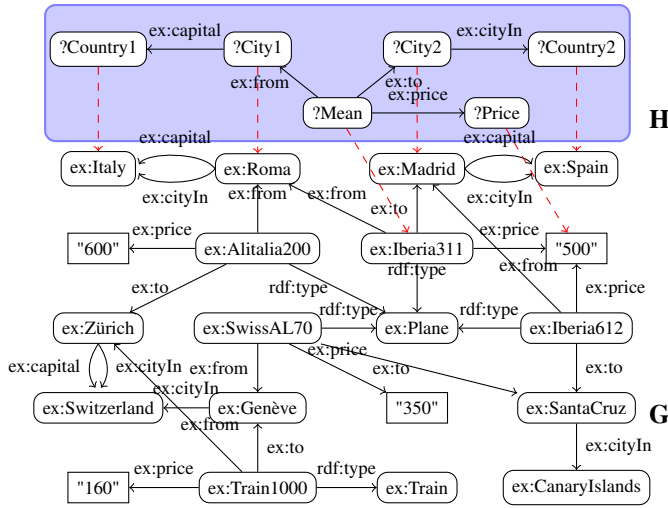 ex:capital ex:cityIn
?Country1 ?City1 ?City2 ?Country2
ex:from ex:to
ex:price
?Mean ?Price
H
ex:capital ex:capital
ex:Italy ex:Roma ex:Madrid ex:Spain
ex:cityIn ex:from ex:from ex:cityIn
ex:to
ex:price ex:price
"600" ex:Alitalia200 ex:Iberia311 "500"
ex:from
rdf:type
ex:to rdf:type ex:price
rdf:type rdf:type
ex:Zürich ex:SwissAL70 ex:Plane ex:Iberia612
ex:price
ex:capital ex:cityIn ex:from ex:to ex:to
ex:cityIn
ex:Switzerland ex:Genève "350" ex:SantaCruz
G
ex:from
ex:to ex:cityIn
ex:price rdf:type
"160" ex:Train1000 ex:Train ex:CanaryIslands